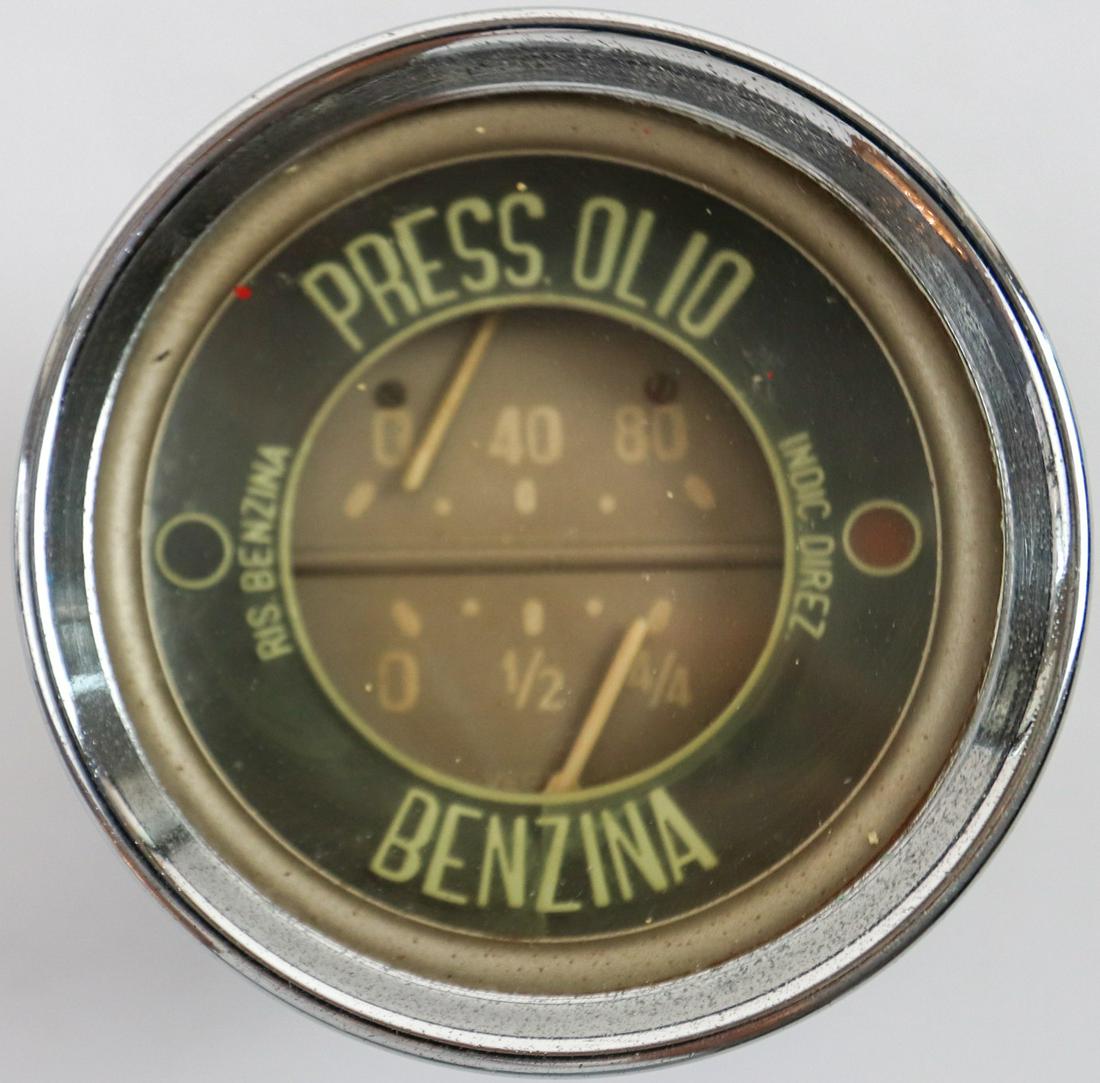 PRESS. OLIO
0 40 80
RIS. BENZINA
INDIC. DIREZ.
0 1/2 4/4
BENZINA